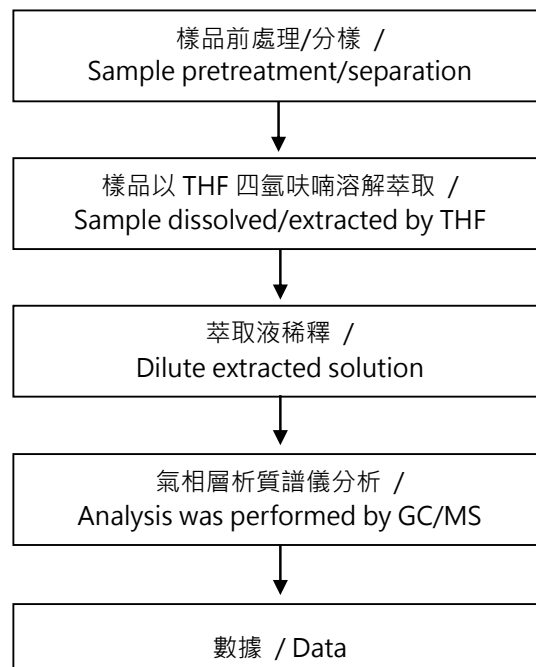 樣品前處理/分樣 /
Sample pretreatment/separation
樣品以 THF 四氫呋喃溶解萃取 /
Sample dissolved/extracted by THF
萃取液稀釋 /
Dilute extracted solution
氣相層析質譜儀分析 /
Analysis was performed by GC/MS
數據 / Data